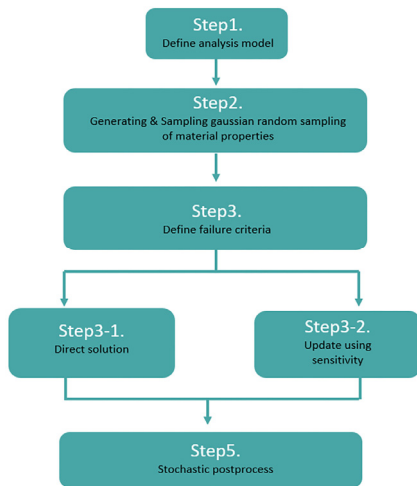 Step1.
Define analysis model
Step2.
Generating & Sampling gaussian random sampling
of material properties
Step3.
Define failure criteria
Step3-1.
Direct solution
Step3-2.
Update using
sensitivity
Step5.
Stochastic postprocess